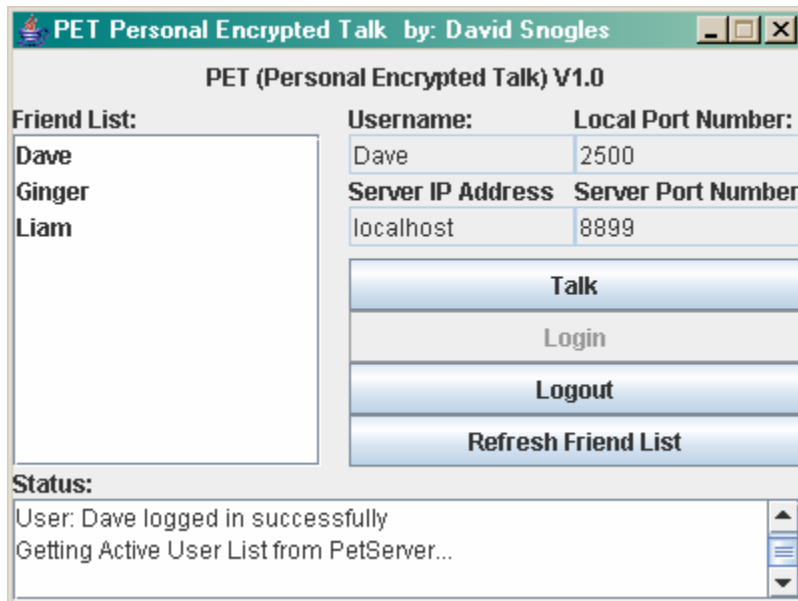 PET Personal Encrypted Talk by: David Snogles
PET (Personal Encrypted Talk) V1.0
Friend List:
Dave
Ginger
Liam
Username: Local Port Number:
Dave 2500
Server IP Address Server Port Number
localhost 8899
Talk
Login
Logout
Refresh Friend List
Status:
User: Dave logged in successfully
Getting Active User List from PetServer...